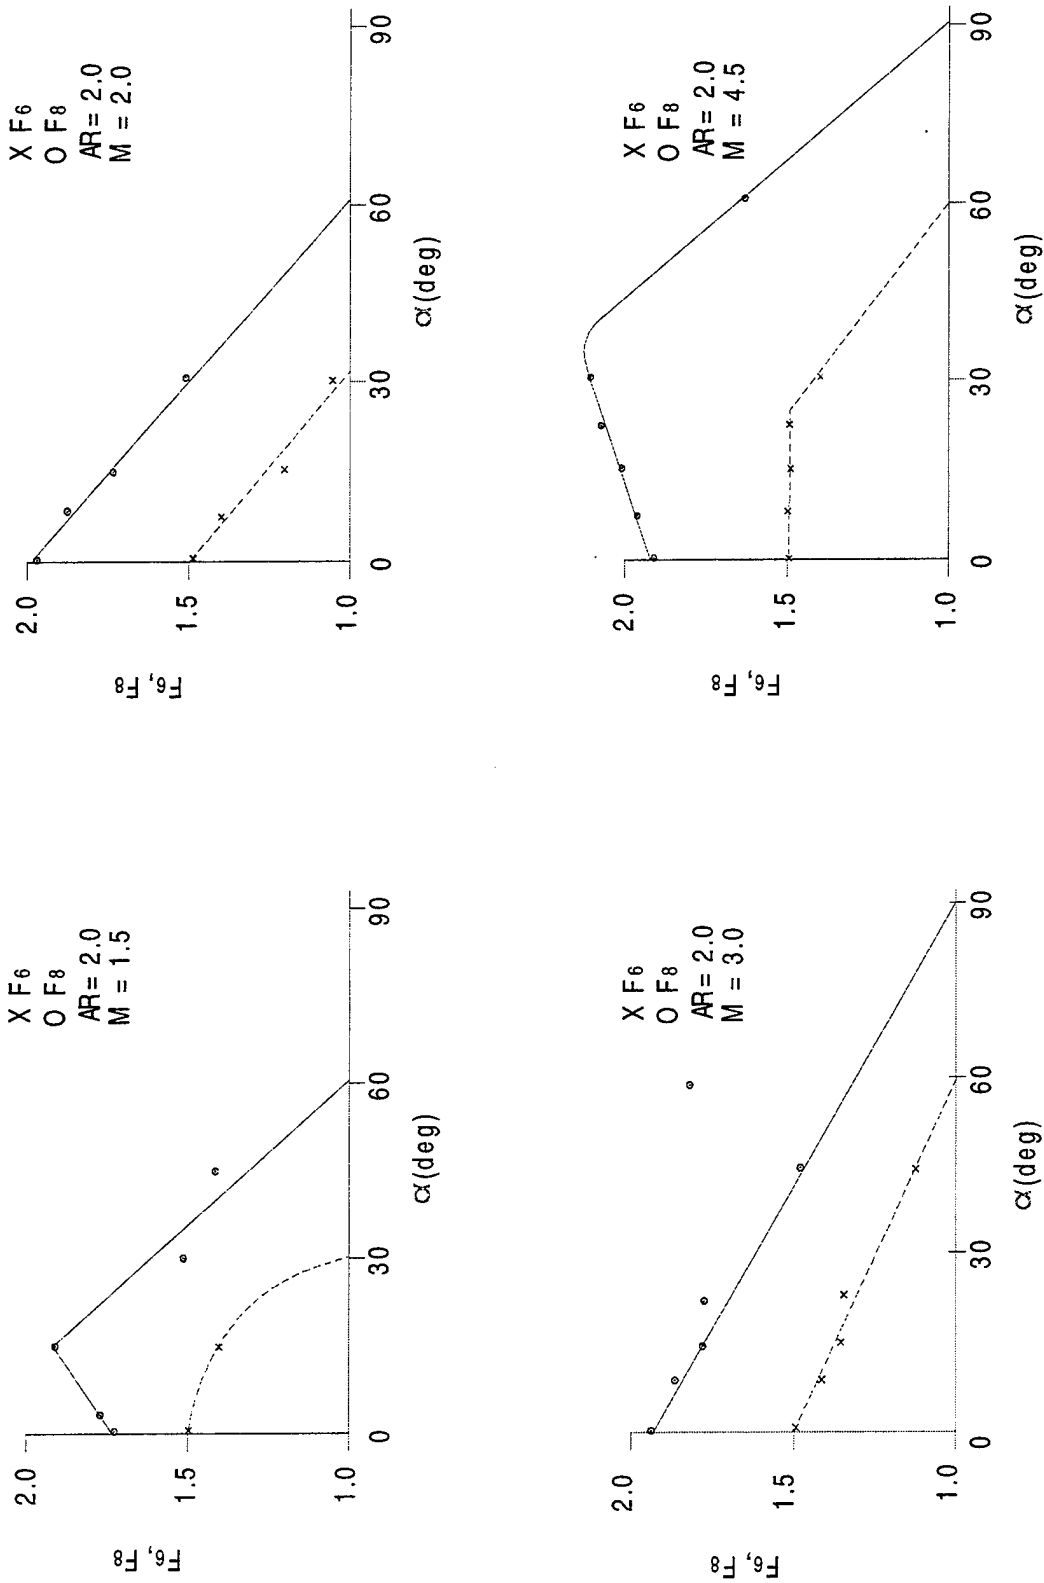 F6, F8
2.0
1.5
1.0
0
30
60
90
α(deg)
X F6
O F8
AR= 2.0
M = 1.5
F6, F8
2.0
1.5
1.0
0
30
60
90
α(deg)
X F6
O F8
AR= 2.0
M = 2.0
F6, F8
2.0
1.5
1.0
0
30
60
90
α(deg)
X F6
O F8
AR= 2.0
M = 3.0
F6, F8
2.0
1.5
1.0
0
30
60
90
α(deg)
X F6
O F8
AR= 2.0
M = 4.5